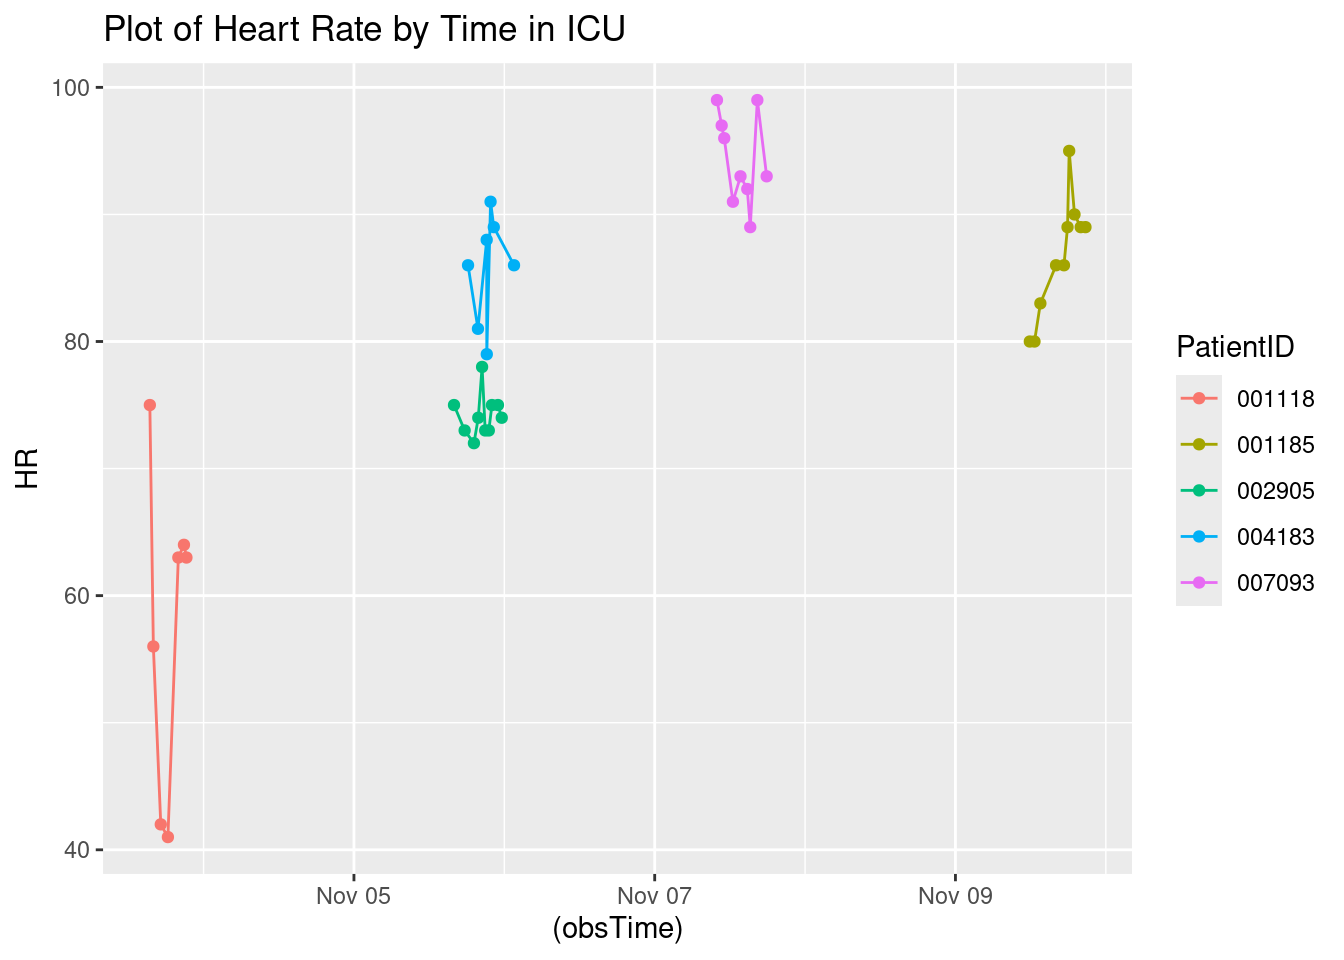 Plot of Heart Rate by Time in ICU
100
80
60
40
HR
Nov 05
Nov 07
Nov 09
(obsTime)
PatientID
001118
001185
002905
004183
007093